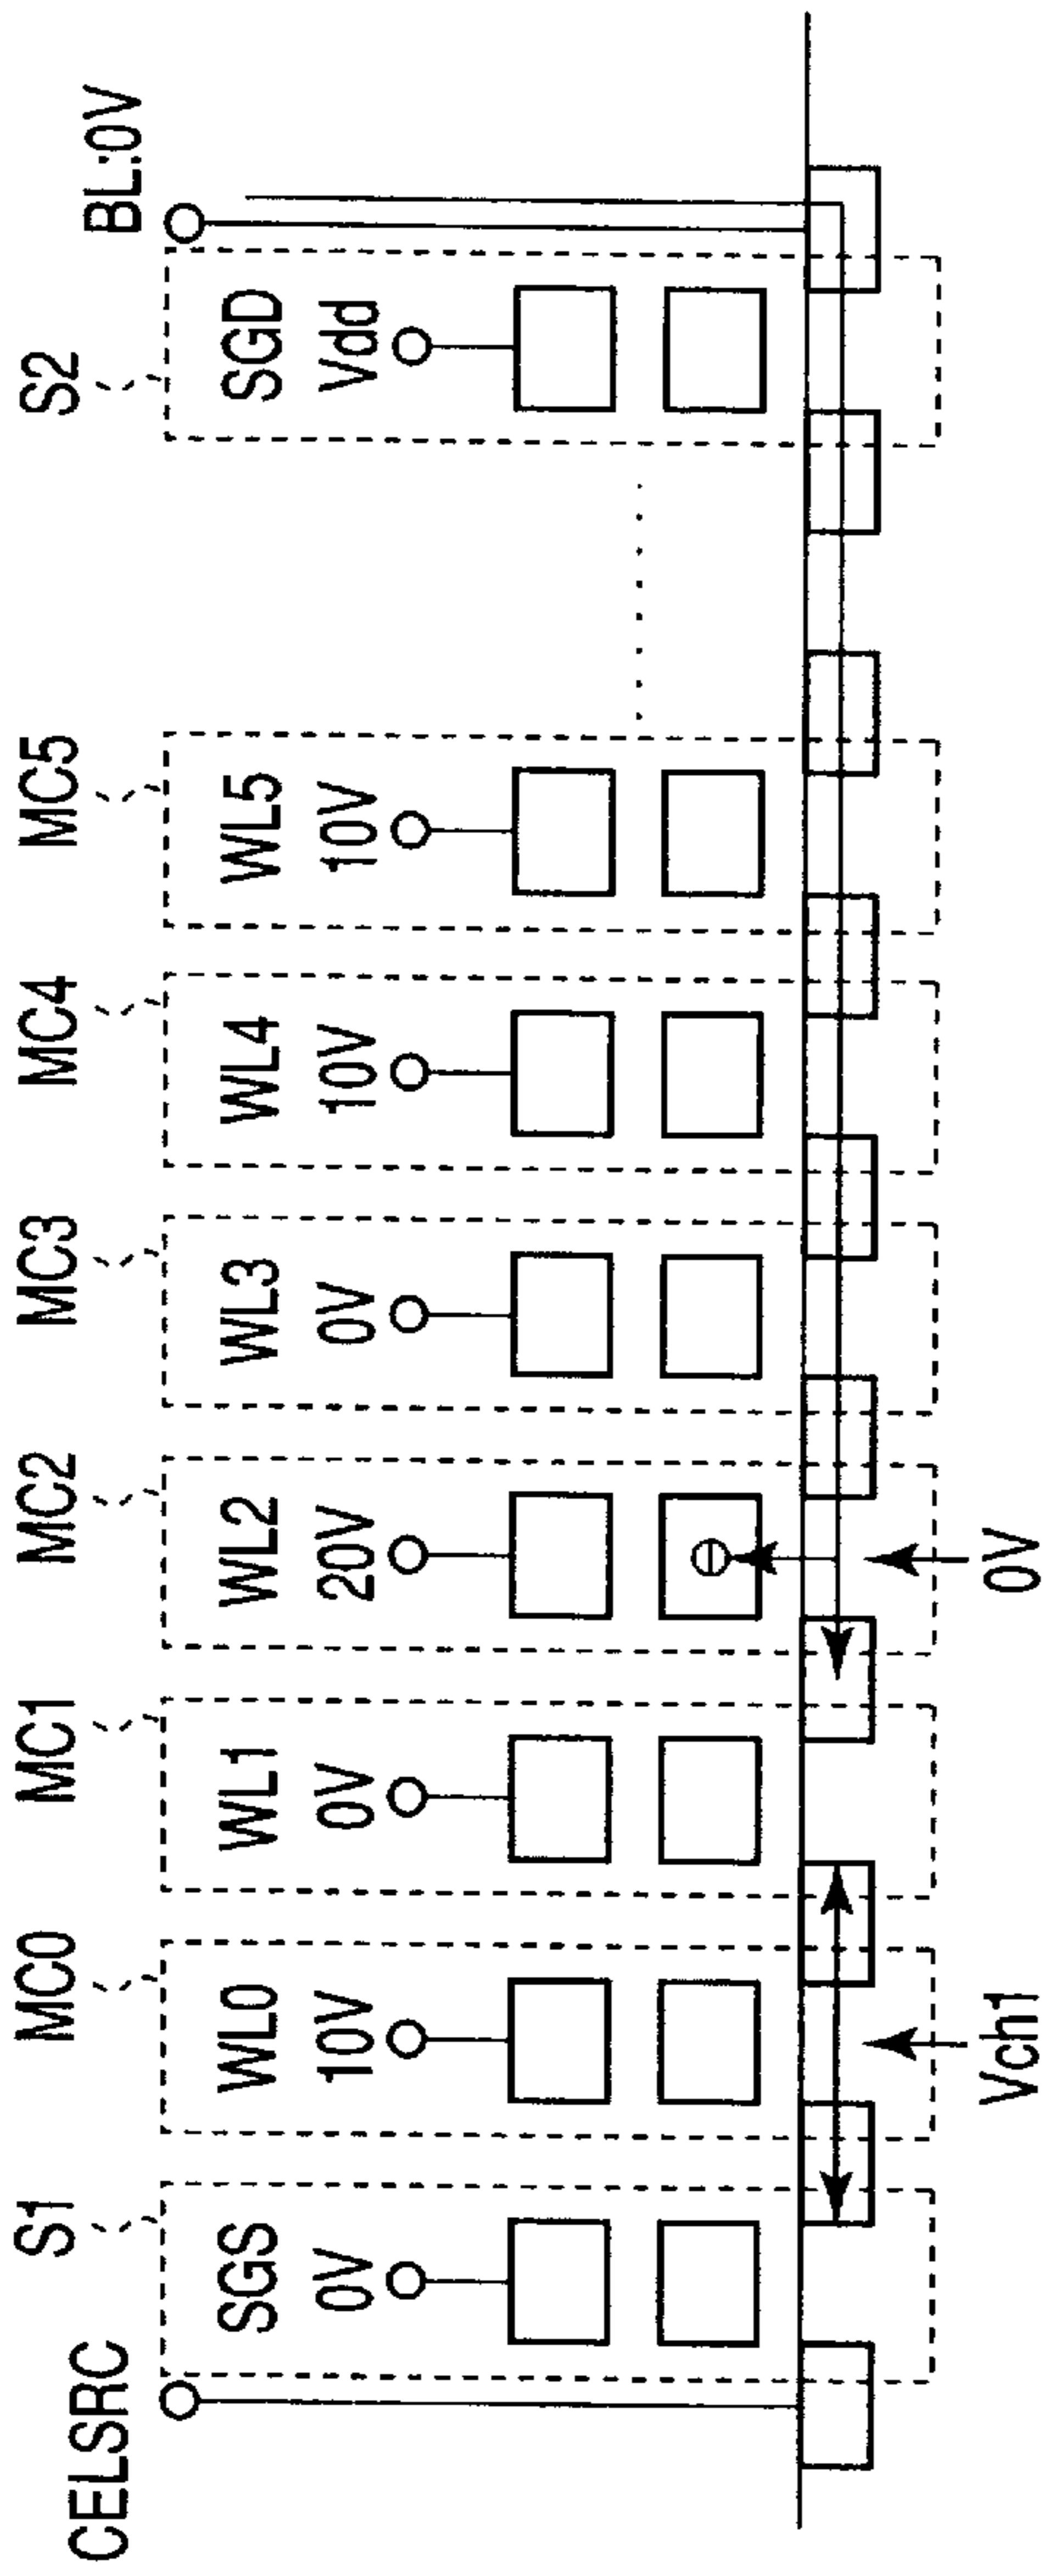 CELSRC
S1
MC0
MC1
MC2
MC3
MC4
MC5
S2
BL:0V
SGS
WL0
WL1
WL2
WL3
WL4
WL5
SGD
0V
10V
0V
20V
0V
10V
10V
Vdd
Vch1
0V